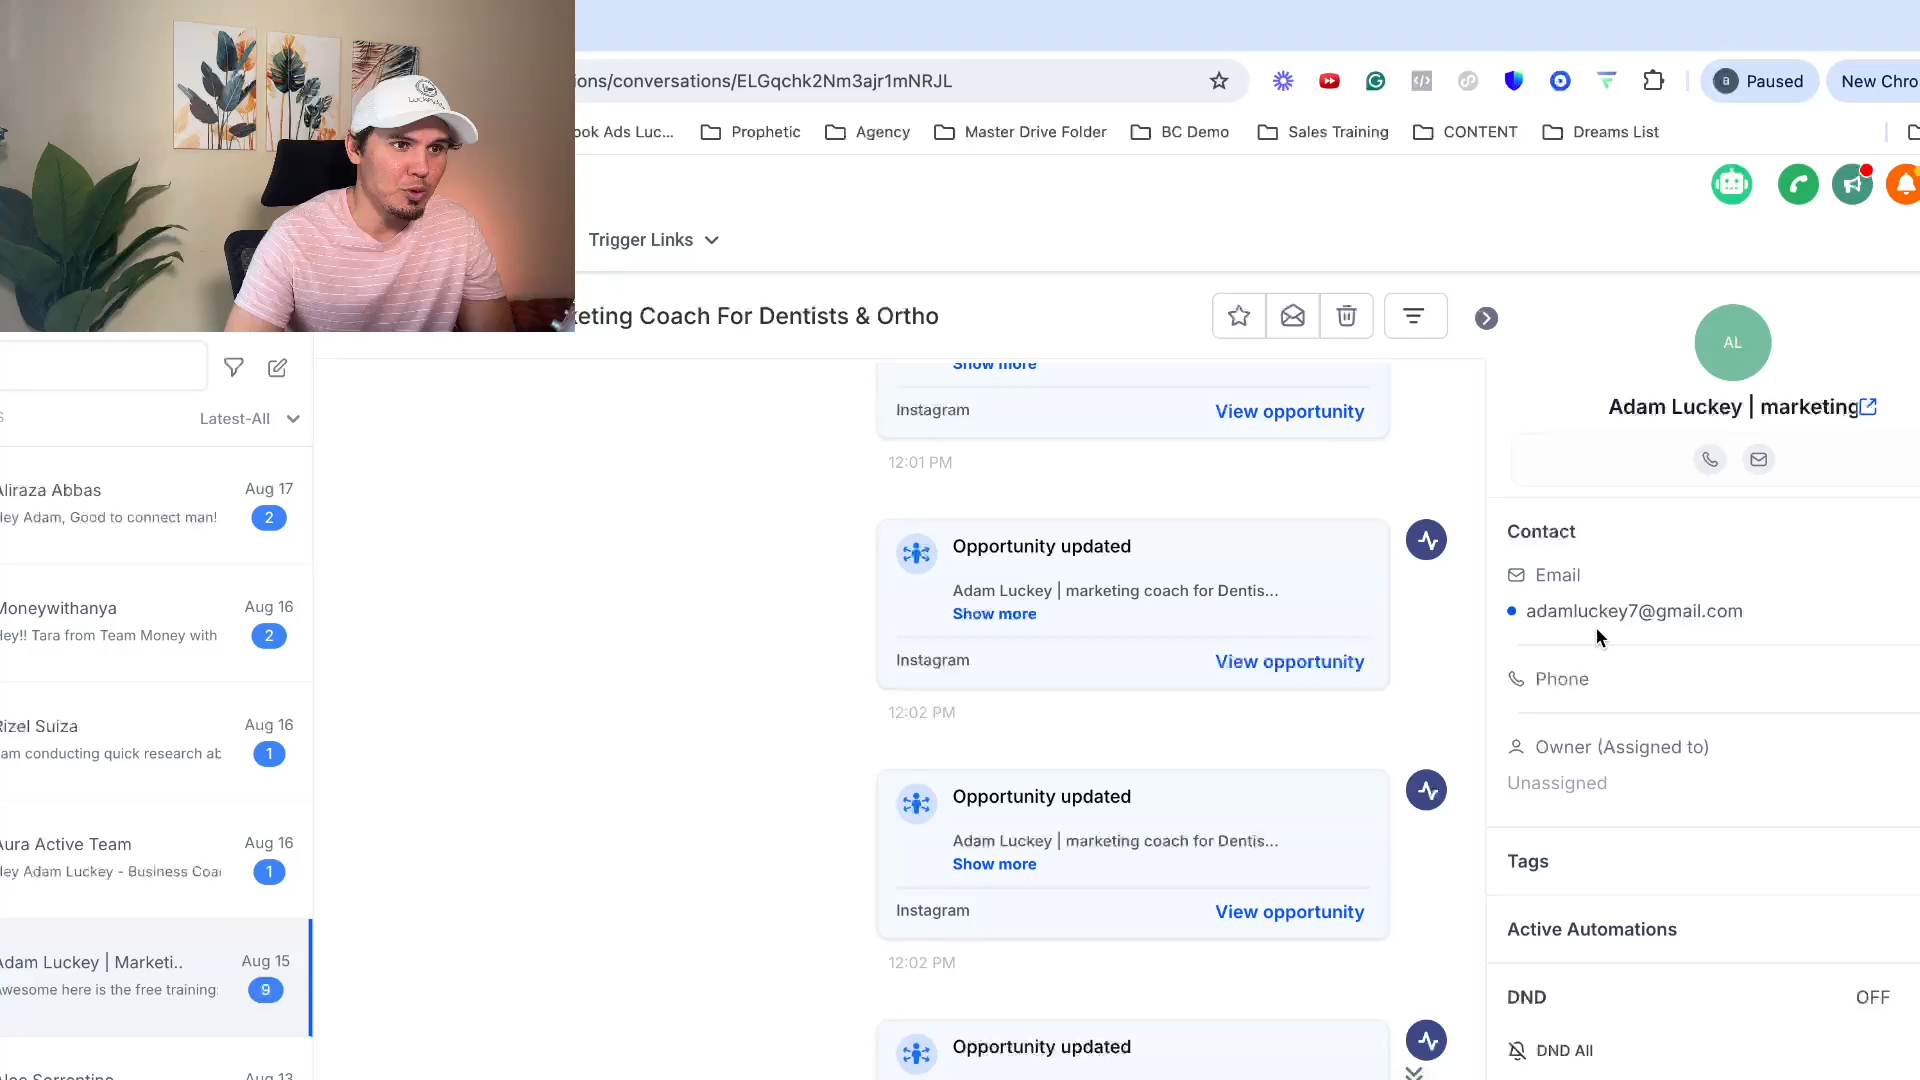 ions/conversations/ELGqchk2Nm3ajr1mNRJL
a Paused
New Chro
ook Ads Luc...
Prophetic
Agency
Master Drive Folder
BC Demo
Sales Training
CONTENT
Dreams List
Trigger Links
keting Coach For Dentists & Ortho
Latest-All
Aliraza Abbas
Aug 17
Hey Adam, Good to connect man!
2
Moneywithanya
Aug 16
Hey!! Tara from Team Money with
2
Rizel Suiza
Aug 16
am conducting quick research ab
1
Aura Active Team
Aug 16
Hey Adam Luckey - Business Coa
1
Adam Luckey | Marketi..
Aug 15
Awesome here is the free training:
9
Aug 13
Show more
Instagram
View opportunity
12:01 PM
Opportunity updated
Adam Luckey | marketing coach for Dentis...
Show more
Instagram
View opportunity
12:02 PM
Opportunity updated
Adam Luckey | marketing coach for Dentis...
Show more
Instagram
View opportunity
12:02 PM
Opportunity updated
AL
Adam Luckey | marketing
Contact
Email
adamluckey7@gmail.com
Phone
Owner (Assigned to)
Unassigned
Tags
Active Automations
DND
OFF
DND All